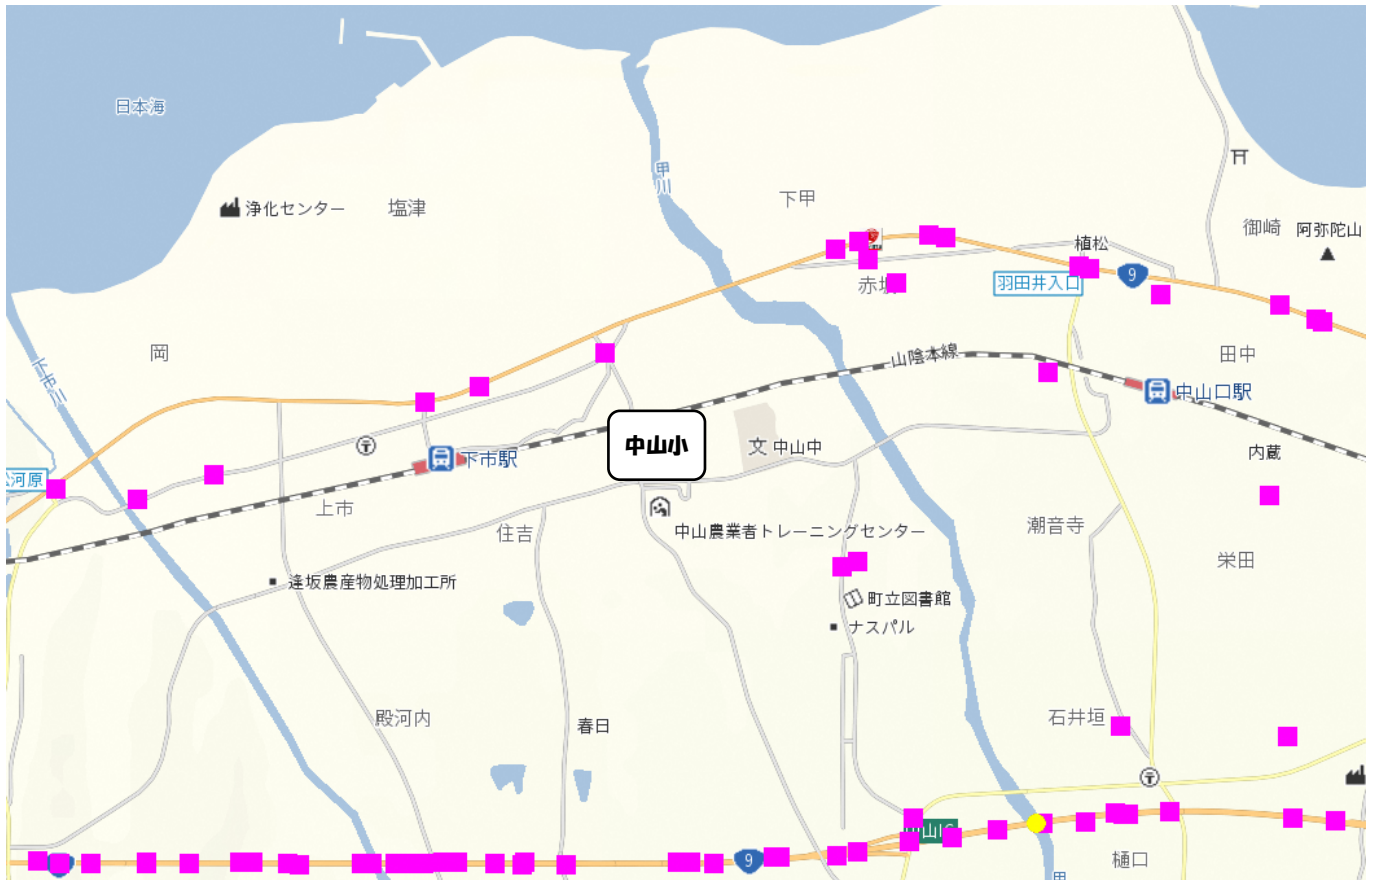 日本海
甲川
浄化センター
塩津
下甲
御崎
阿弥陀山
植松
羽田井入口
9
赤坂
岡
下市川
山陰本線
田中
中山口駅
中山小
中山中
下市駅
内蔵
河原
上市
住吉
中山農業者トレーニングセンター
潮音寺
栄田
逢坂農産物処理加工所
町立図書館
ナスパル
殿河内
春日
石井垣
9
樋口
甲